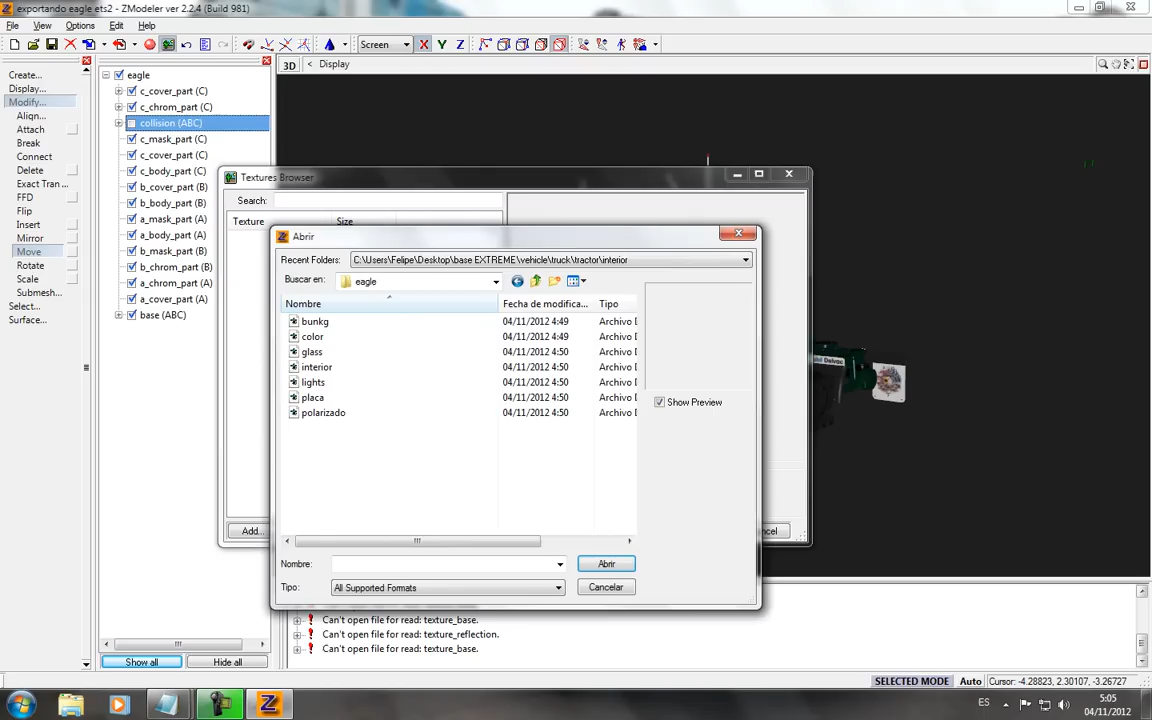 exportando eagle ets2 - ZModeler ver 2.2.4 (Build 981)
File View Options Edit Help
Screen X Y Z
3D < Display
Create...
Display...
Modify...
Align...
Attach
Break
Connect
Delete
Exact Tran ...
FFD
Flip
Insert
Mirror
Move
Rotate
Scale
Submesh...
Select...
Surface...
eagle
c_cover_part (C)
c_chrom_part (C)
collision (ABC)
c_mask_part (C)
c_cover_part (C)
c_body_part (C)
b_cover_part (B)
b_body_part (B)
a_mask_part (A)
a_body_part (A)
b_mask_part (B)
b_chrom_part (B)
a_chrom_part (A)
a_cover_part (A)
base (ABC)
Show all Hide all
Textures Browser
Search:
Texture Size
Add...
Abrir
Recent Folders: C:\Users\Felipe\Desktop\base EXTREME\vehicle\truck\tractor\interior
Buscar en: eagle
Nombre Fecha de modifica... Tipo
bunkg 04/11/2012 4:49 Archivo D
color 04/11/2012 4:49 Archivo D
glass 04/11/2012 4:50 Archivo D
interior 04/11/2012 4:50 Archivo D
lights 04/11/2012 4:50 Archivo D
placa 04/11/2012 4:50 Archivo D
polarizado 04/11/2012 4:50 Archivo D
Show Preview
Nombre: Abrir
Tipo: All Supported Formats Cancelar
Can't open file for read: texture_base.
Can't open file for read: texture_reflection.
Can't open file for read: texture_base.
SELECTED MODE Auto Cursor: -4.28823, 2.30107, -3.26727
ES 5:05
04/11/2012